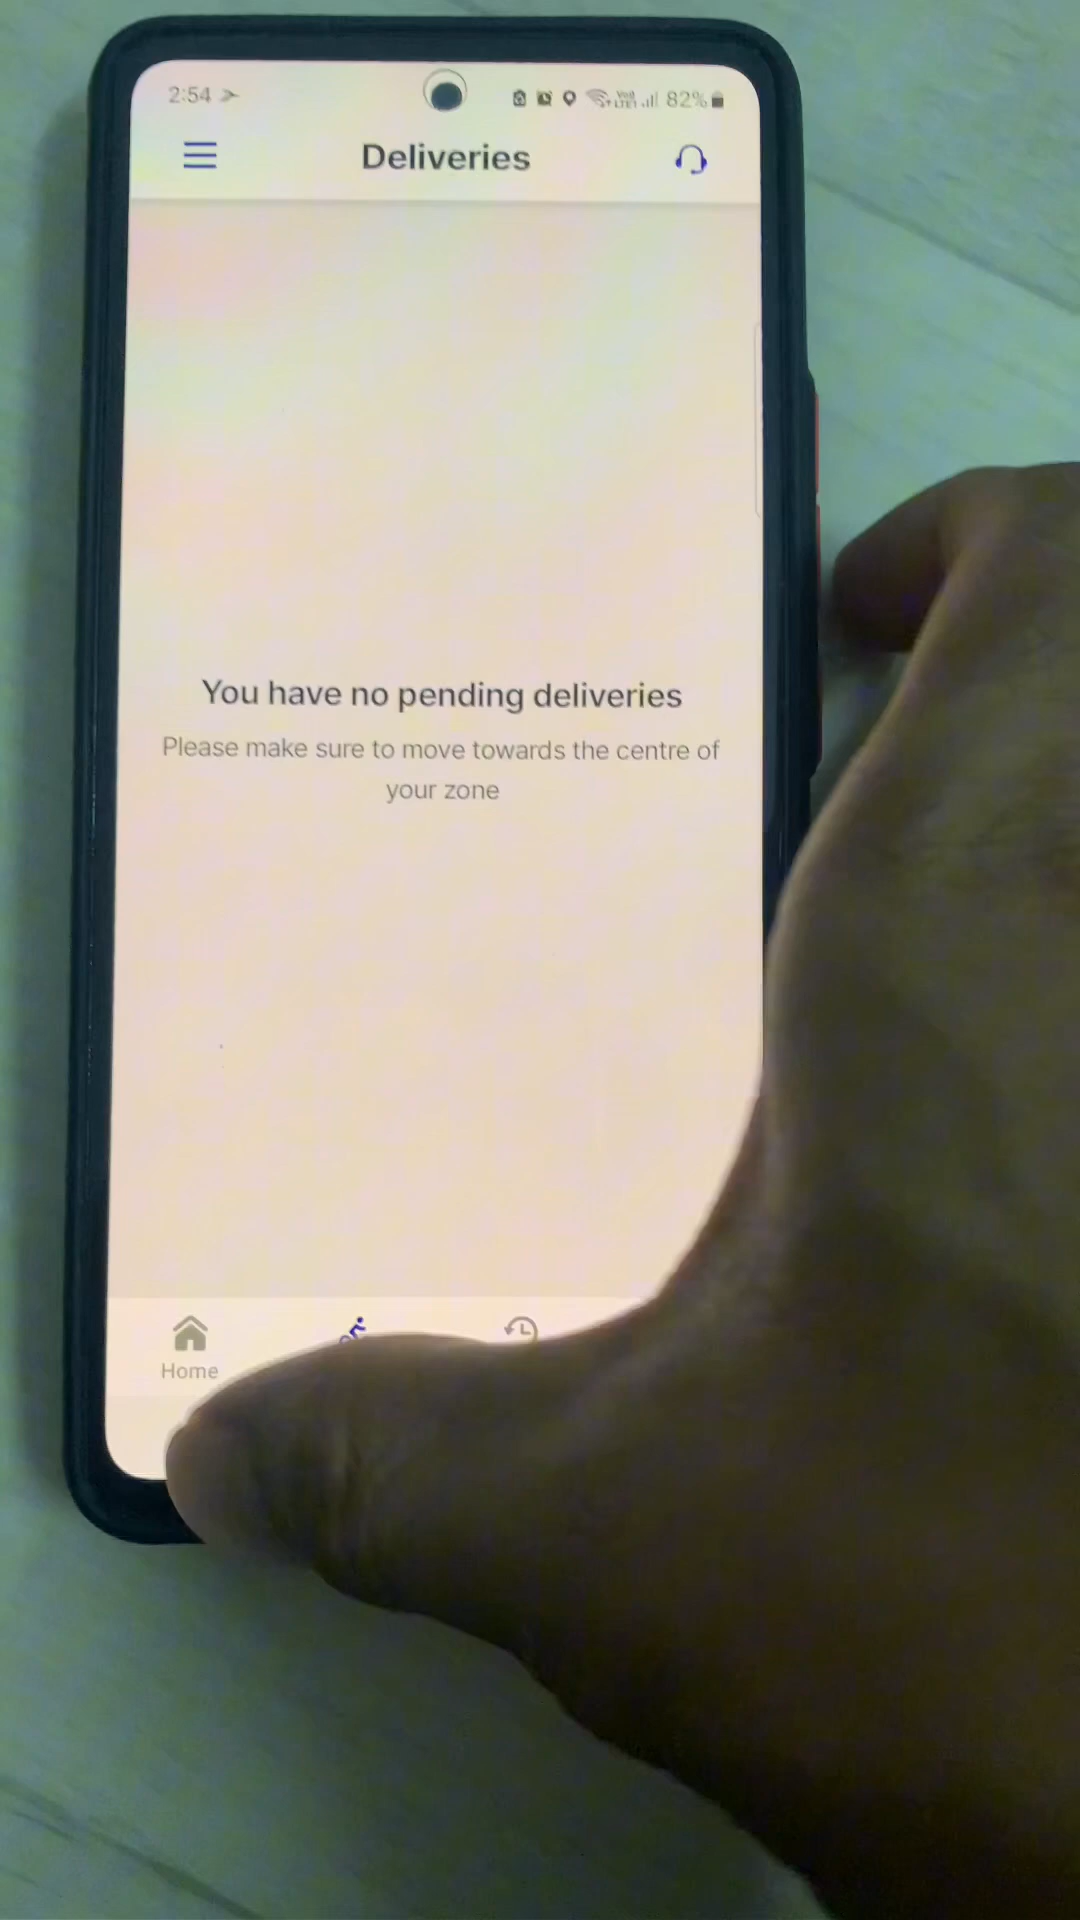 2:54
82%
Deliveries
You have no pending deliveries
Please make sure to move towards the centre of
your zone
Home